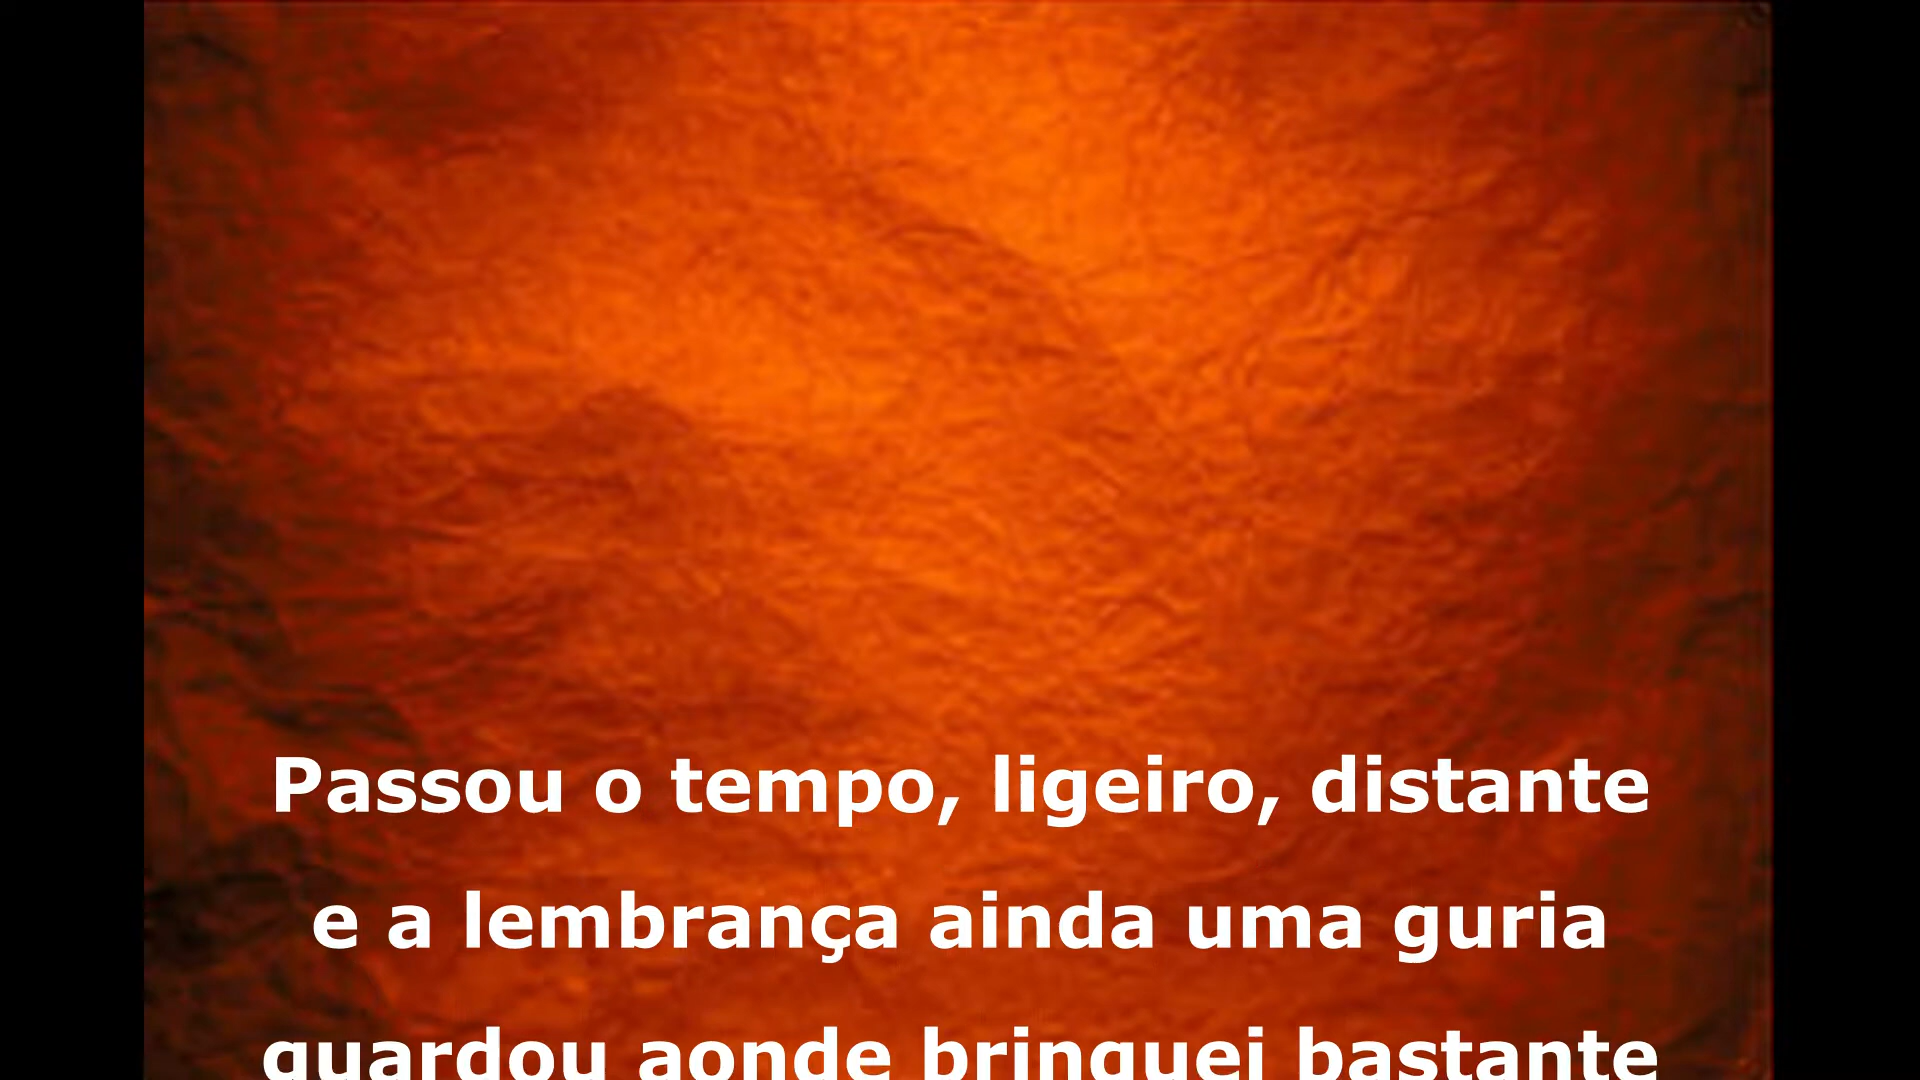 Passou o tempo, ligeiro, distante
e a lembrança ainda uma guria
guardou aonde brinquei bastante